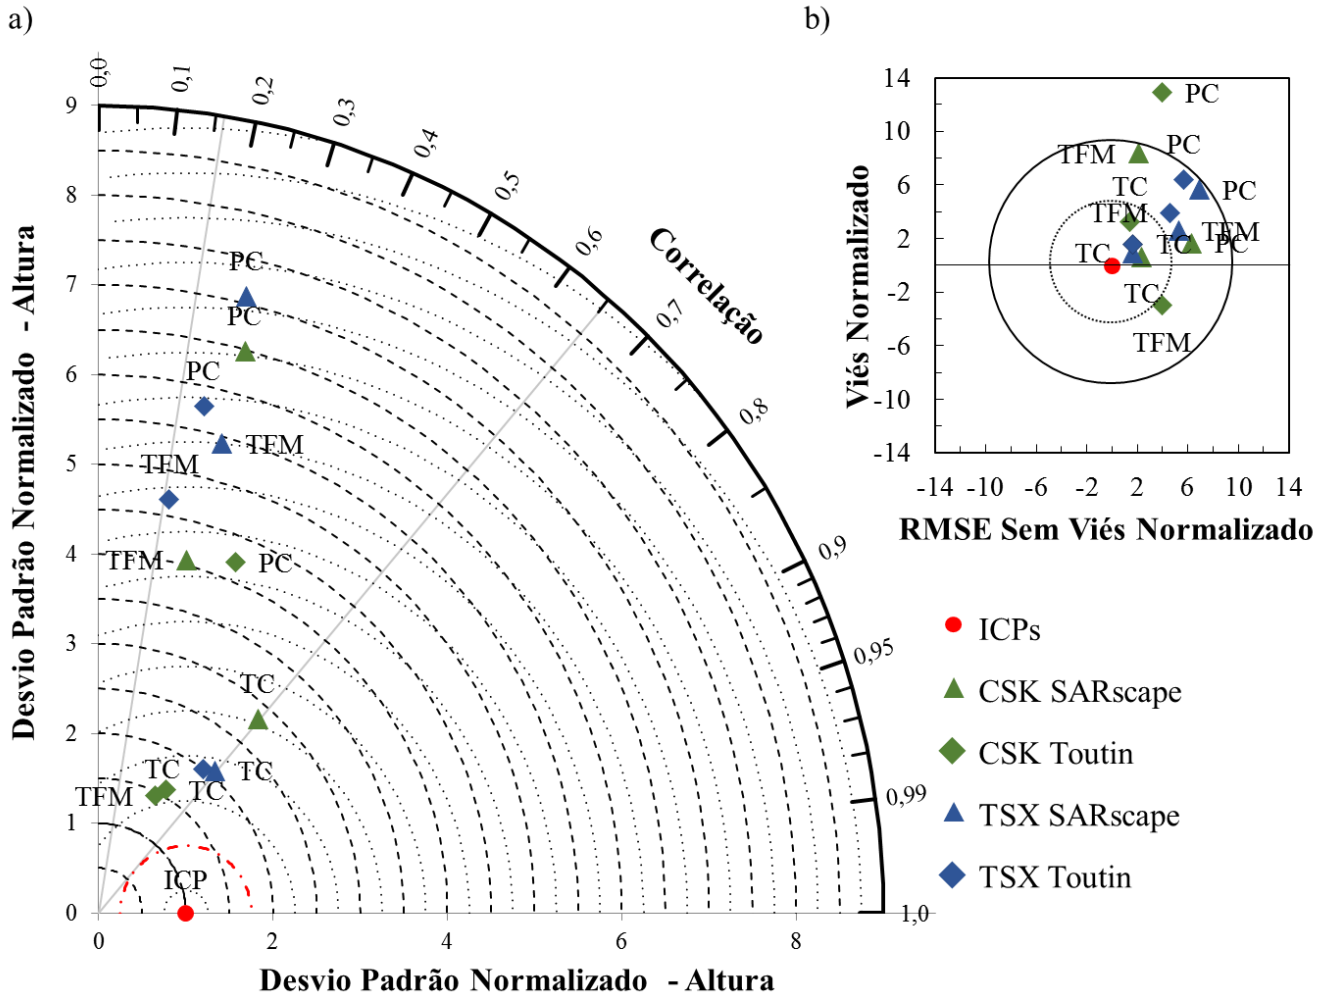 a)
0,0
0,1
0,2
0,3
0,4
0,5
0,6
0,7
0,8
0,9
0,95
0,99
1,0
Correlação
9
8
7
6
5
4
3
2
1
0
Desvio Padrão Normalizado - Altura
PC
PC
PC
TFM
TFM
TFM
PC
TC
TC
TC
TC
TFM
ICP
0
2
4
6
8
Desvio Padrão Normalizado - Altura
b)
14
10
6
2
-2
-6
-10
-14
Viés Normalizado
PC
PC
TFM
TC
PC
TFM
TFM
TC
TC
PC
TC
TFM
-14
-10
-6
-2
2
6
10
14
RMSE Sem Viés Normalizado
ICPs
CSK SARscape
CSK Toutin
TSX SARscape
TSX Toutin